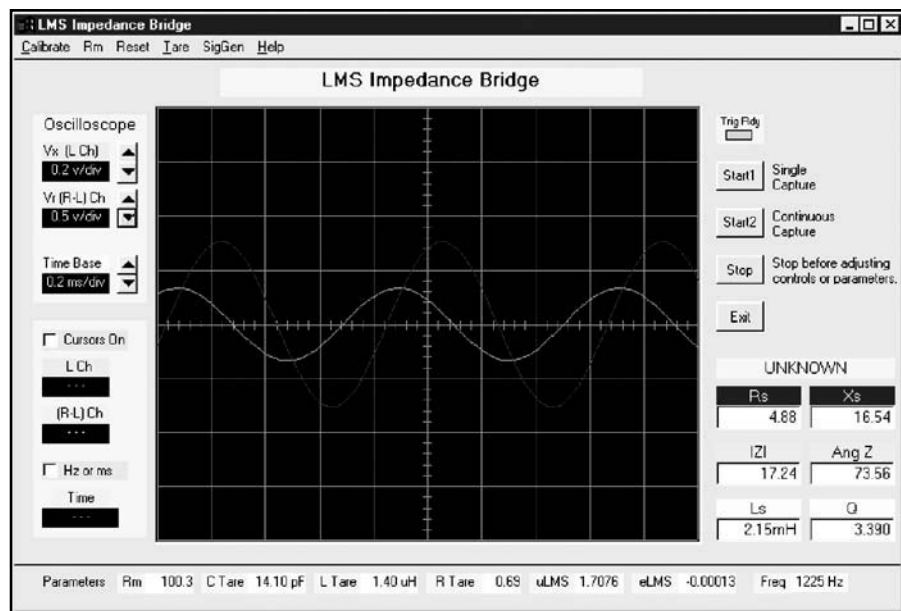 LMS Impedance Bridge
Calibrate Rm Reset Tare SigGen Help
LMS Impedance Bridge
Oscilloscope
Vx (L Ch)
0.2 v/div
Vr (R-L) Ch
0.5 v/div
Time Base
0.2 ms/div
Cursors On
L Ch
---
(R-L) Ch
---
Hz or ms
Time
---
Trig Rdy
Start1 Single Capture
Start2 Continuous Capture
Stop Stop before adjusting controls or parameters.
Exit
UNKNOWN
Rs Xs
4.88 16.54
IZI Ang Z
17.24 73.56
Ls Q
2.15mH 3.390
Parameters Rm 100.3 C Tare 14.10 pF L Tare 1.40 uH R Tare 0.69 uLMS 1.7076 eLMS -0.00013 Freq 1225 Hz